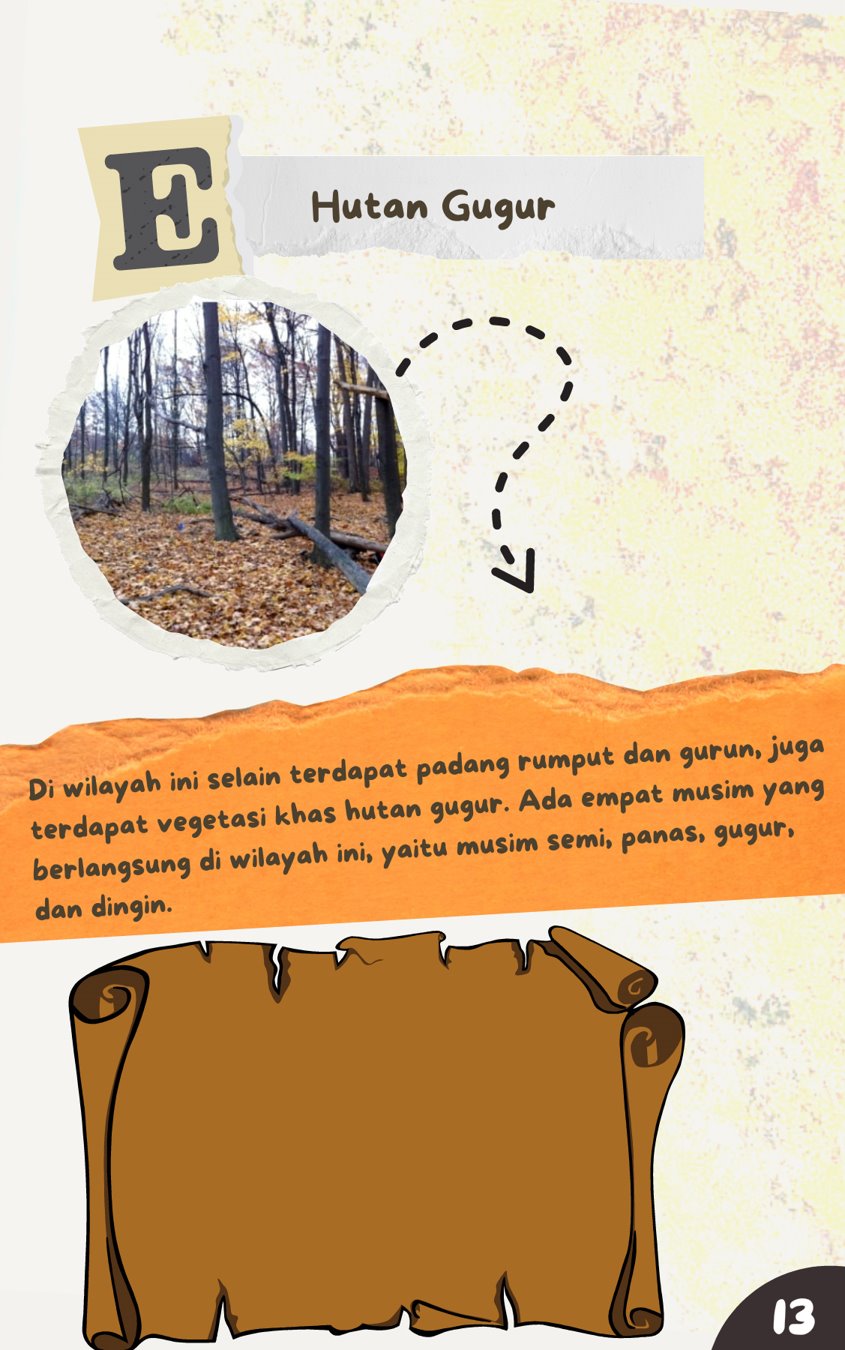 E
Hutan Gugur
Di wilayah ini selain terdapat padang rumput dan gurun, juga
terdapat vegetasi khas hutan gugur. Ada empat musim yang
berlangsung di wilayah ini, yaitu musim semi, panas, gugur,
dan dingin.
13